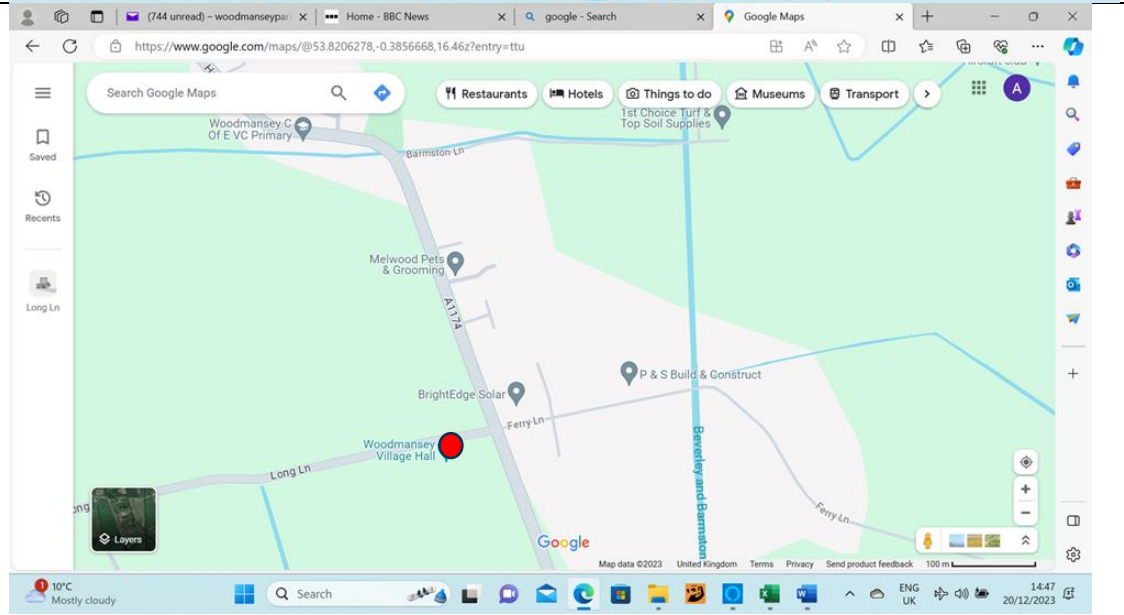 (744 unread) – woodmanseypari
Home - BBC News
google - Search
Google Maps
https://www.google.com/maps/@53.8206278,-0.3856668,16.46z?entry=ttu
Search Google Maps
Restaurants
Hotels
Things to do
Museums
Transport
A
Saved
Recents
Long Ln
Woodmansey C
Of E VC Primary
1st Choice Turf &
Top Soil Supplies
Barmston Ln
Melwood Pets
& Grooming
A1174
P & S Build & Construct
BrightEdge Solar
Ferry Ln
Woodmansey
Village Hall
Long Ln
Beverley and Barmston
Ferry Ln
Layers
Google
Map data ©2023 United Kingdom Terms Privacy Send product feedback 100 m
10°C
Mostly cloudy
Search
ENG
UK
14:47
20/12/2023